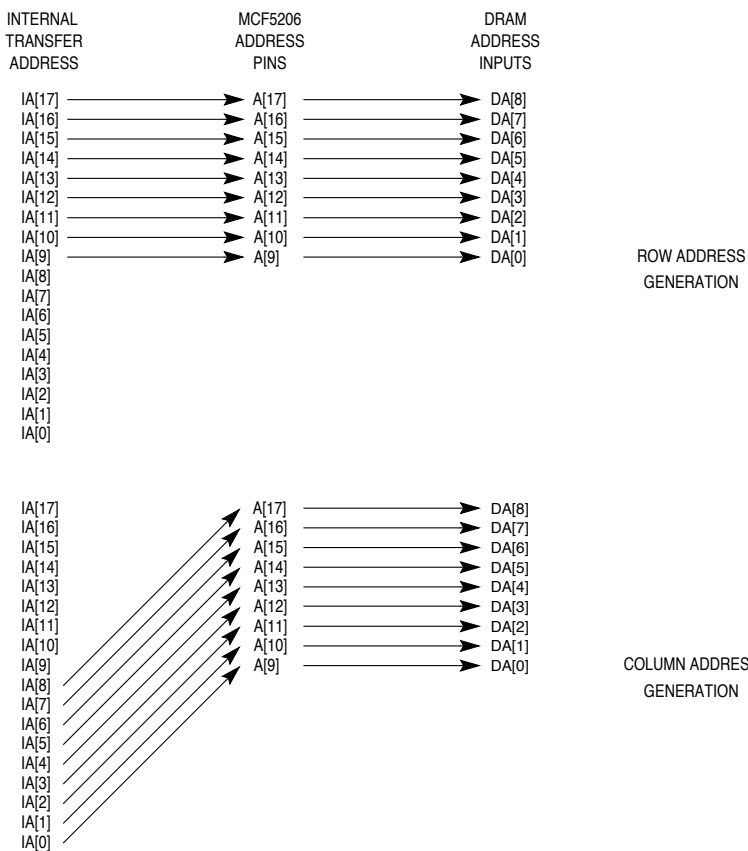 INTERNAL TRANSFER ADDRESS
MCF5206 ADDRESS PINS
DRAM ADDRESS INPUTS
IA[17] A[17] DA[8]
IA[16] A[16] DA[7]
IA[15] A[15] DA[6]
IA[14] A[14] DA[5]
IA[13] A[13] DA[4]
IA[12] A[12] DA[3]
IA[11] A[11] DA[2]
IA[10] A[10] DA[1]
IA[9] A[9] DA[0]
IA[8]
IA[7]
IA[6]
IA[5]
IA[4]
IA[3]
IA[2]
IA[1]
IA[0]
ROW ADDRESS
GENERATION
IA[17] A[17] DA[8]
IA[16] A[16] DA[7]
IA[15] A[15] DA[6]
IA[14] A[14] DA[5]
IA[13] A[13] DA[4]
IA[12] A[12] DA[3]
IA[11] A[11] DA[2]
IA[10] A[10] DA[1]
IA[9] A[9] DA[0]
IA[8]
IA[7]
IA[6]
IA[5]
IA[4]
IA[3]
IA[2]
IA[1]
IA[0]
COLUMN ADDRES
GENERATION